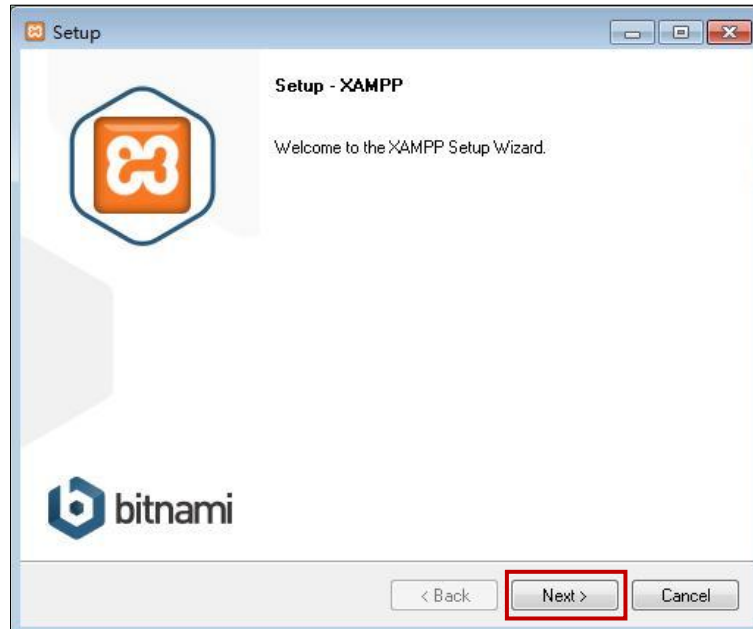 Setup
Setup - XAMPP
Welcome to the XAMPP Setup Wizard.
bitnami
< Back
Next >
Cancel